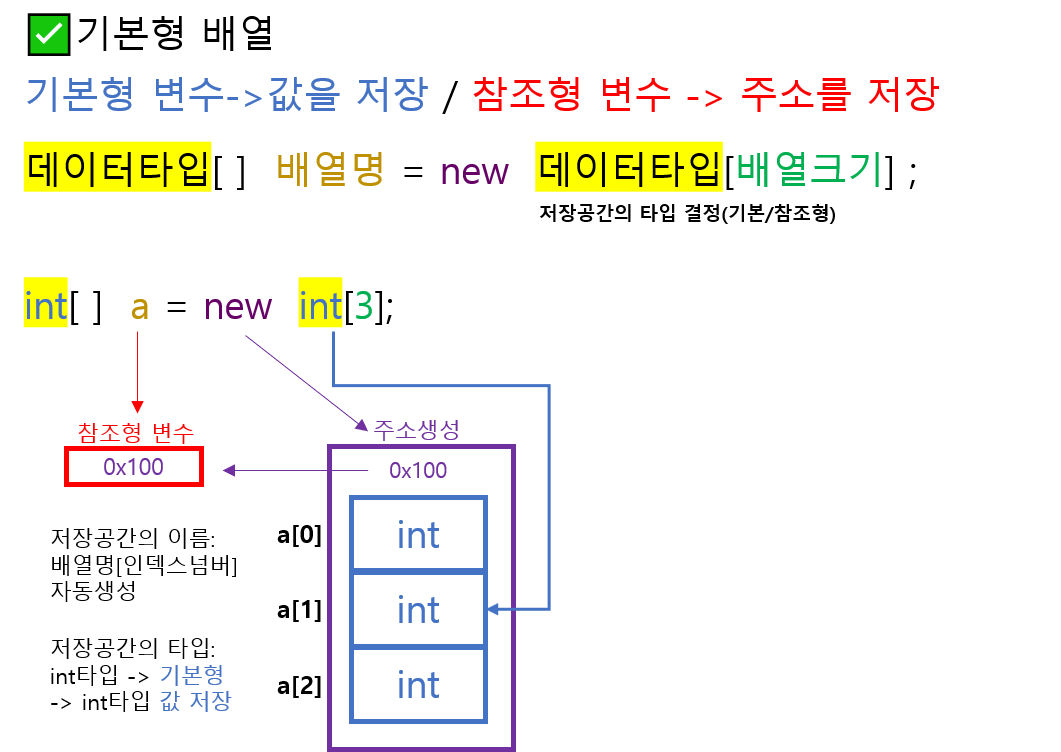 ✅기본형 배열
기본형 변수->값을 저장 / 참조형 변수 -> 주소를 저장
데이터타입[ ] 배열명 = new 데이터타입[배열크기] ;
저장공간의 타입 결정(기본/참조형)
int[ ] a = new int[3];
참조형 변수
0x100
주소생성
0x100
저장공간의 이름:
배열명[인덱스넘버]
자동생성
저장공간의 타입:
int타입 -> 기본형
-> int타입 값 저장
a[0] int
a[1] int
a[2] int